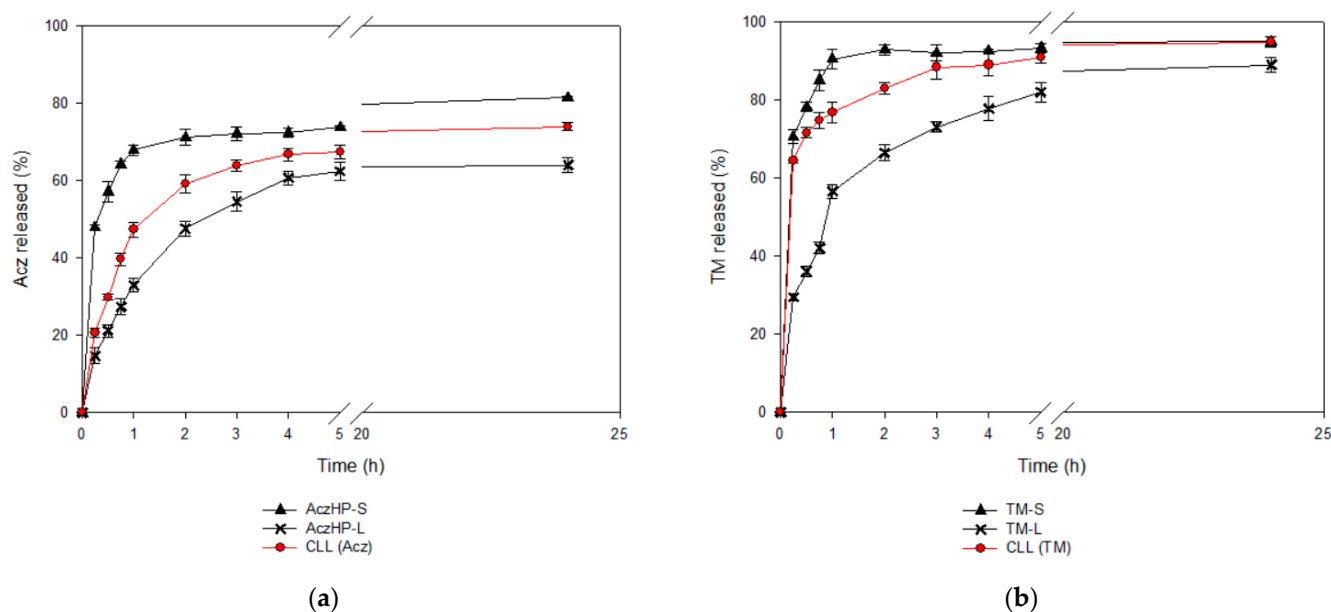 100
80
60
40
20
0
Acz released (%)
0 1 2 3 4 5 20 25
Time (h)
AczHP-S
AczHP-L
CLL (Acz)
(a)
100
80
60
40
20
0
TM released (%)
0 1 2 3 4 5 20 25
Time (h)
TM-S
TM-L
CLL (TM)
(b)